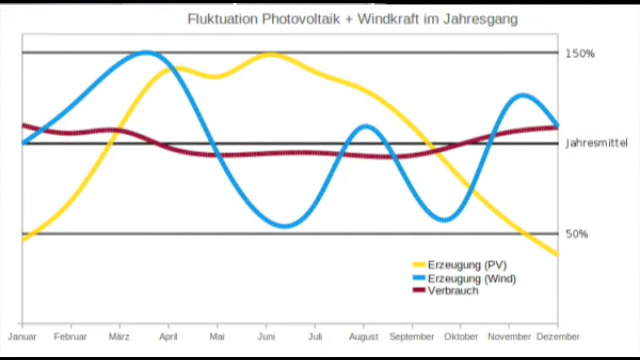 Fluktuation Photovoltaik + Windkraft im Jahresgang
150%
Jahresmittel
50%
Erzeugung (PV)
Erzeugung (Wind)
Verbrauch
Januar Februar März April Mai Juni Juli August September Oktober November Dezember